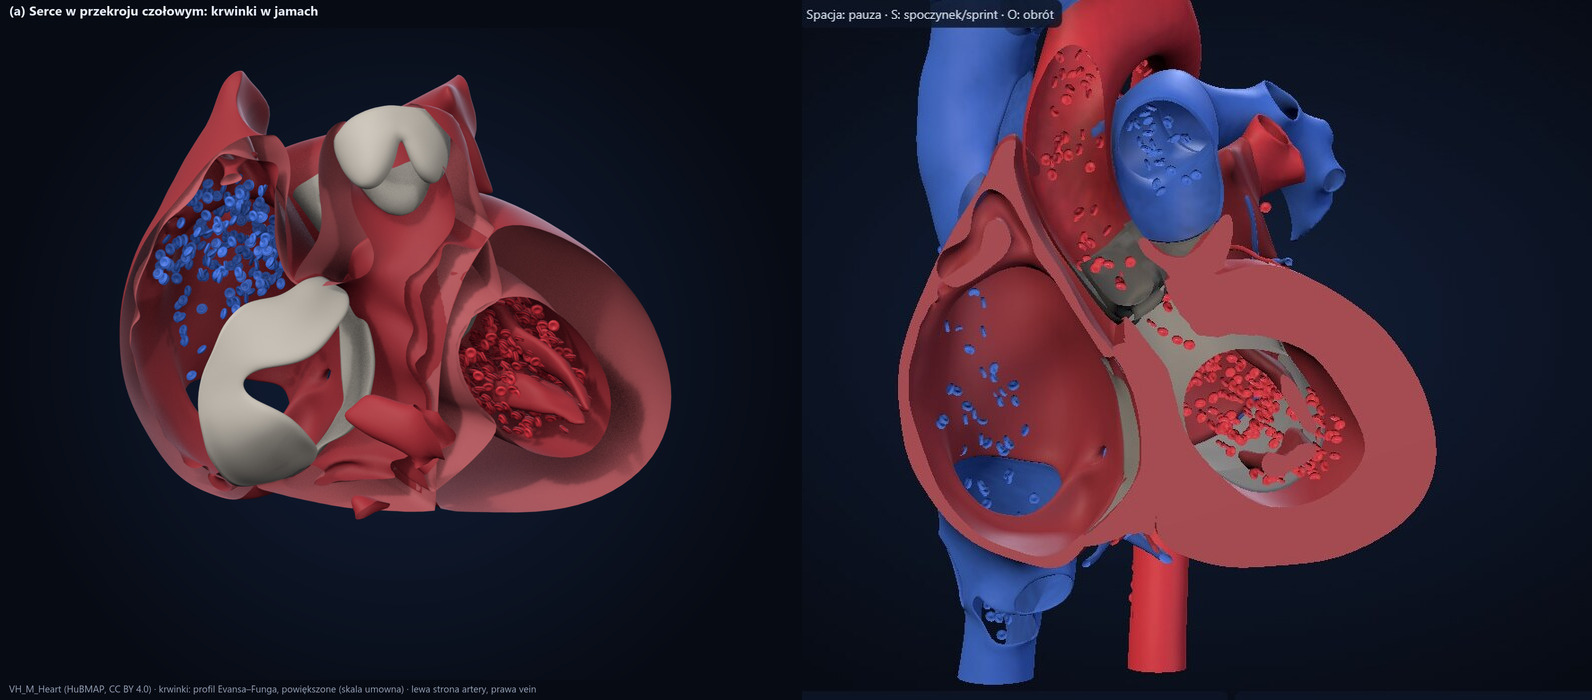 (a) Serce w przekroju czołowym: krwinki w jamach
Spacja: pauza · S: spoczynek/sprint · O: obrót
VH_M_Heart (HuBMAP, CC BY 4.0) · krwinki: profil Evansa–Funga, powiększone (skala umowna) · lewa strona artery, prawa vein